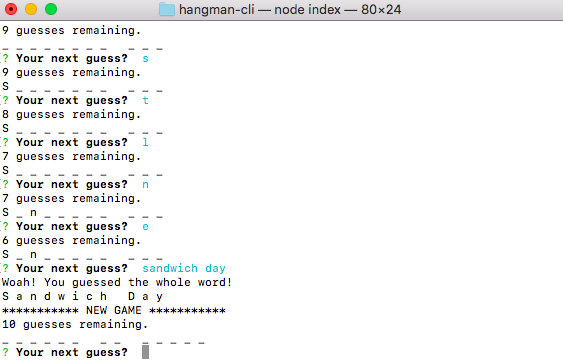 hangman-cli — node index — 80×24
9 guesses remaining.
_ _ _ _ _ _ _ _   _ _ _
? Your next guess?  s
9 guesses remaining.
S _ _ _ _ _ _ _   _ _ _
? Your next guess?  t
8 guesses remaining.
S _ _ _ _ _ _ _   _ _ _
? Your next guess?  l
7 guesses remaining.
S _ _ _ _ _ _ _   _ _ _
? Your next guess?  n
7 guesses remaining.
S _ n _ _ _ _ _   _ _ _
? Your next guess?  e
6 guesses remaining.
S _ n _ _ _ _ _   _ _ _
? Your next guess?  sandwich day
Woah! You guessed the whole word!
S a n d w i c h   D a y
*********** NEW GAME ***********
10 guesses remaining.
_ _ _ _ _ _   _ _   _ _ _ _ _
? Your next guess?